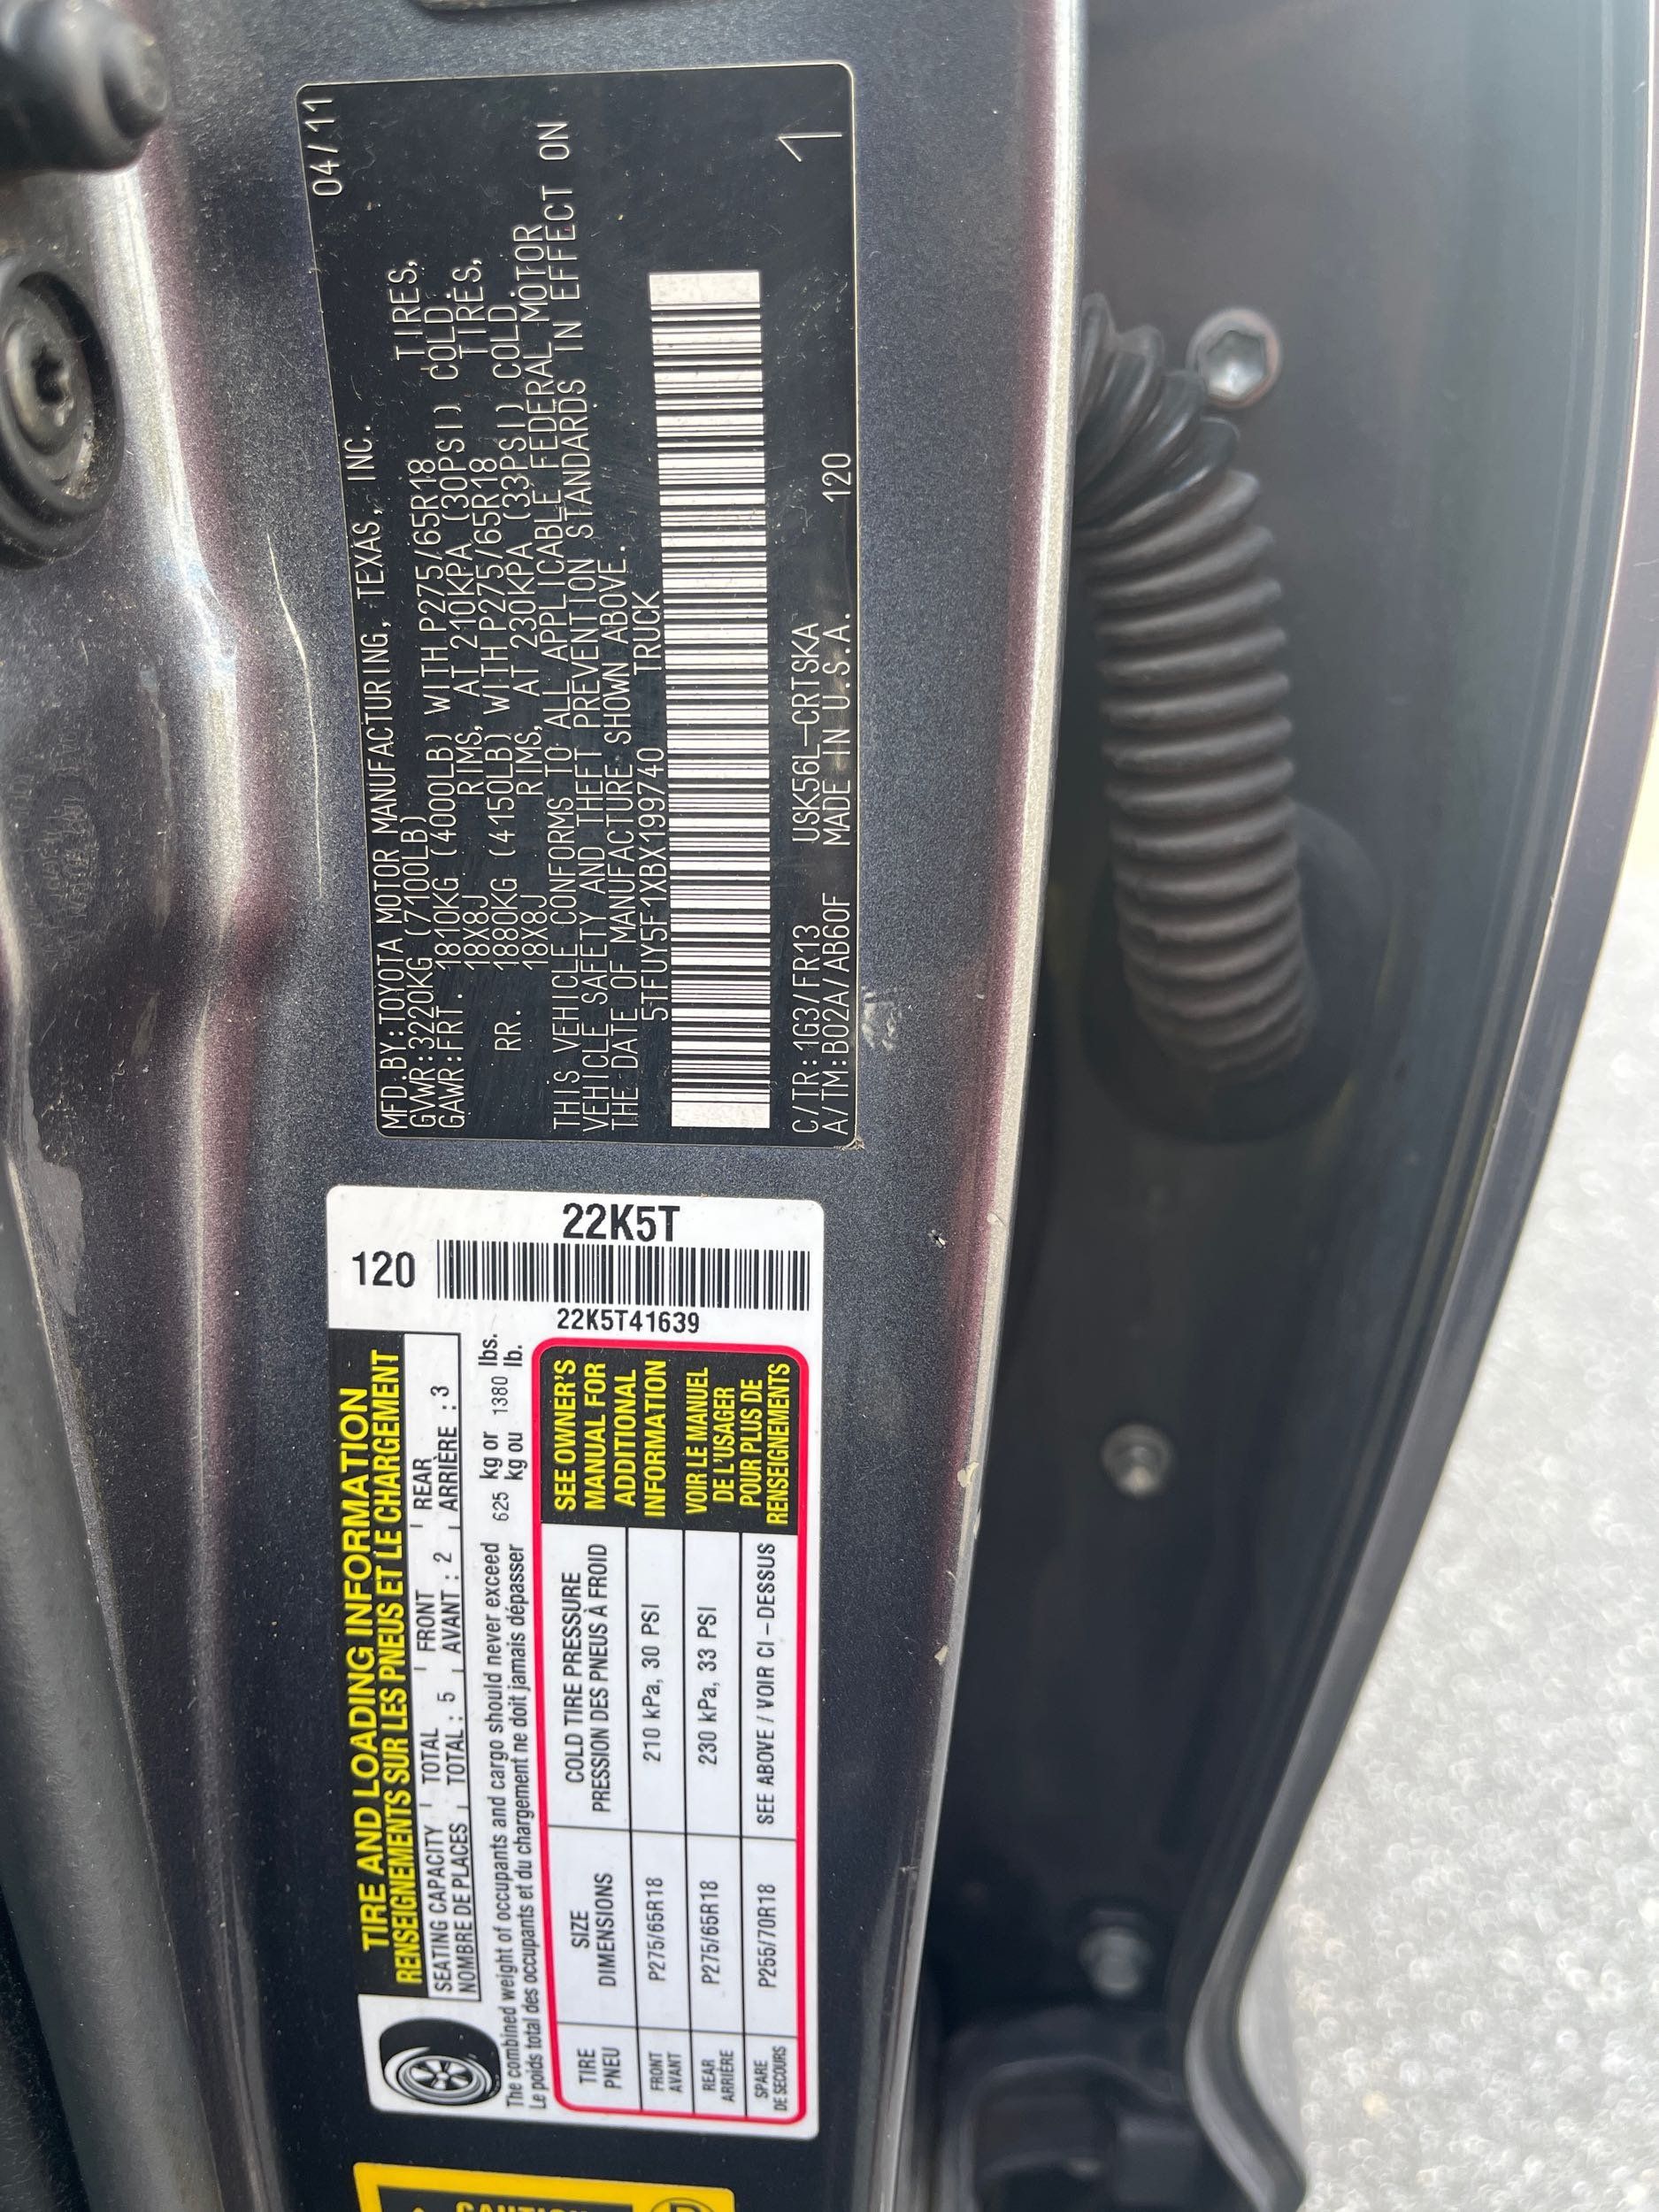 04/11
MFD. BY: TOYOTA MOTOR MANUFACTURING, TEXAS, INC.
GVWR: 3220KG (7100LB)
GAWR: FRT. 1810KG (4000LB) WITH P275/65R18 TIRES,
18X8J RIMS, AT 210KPA (30PSI) COLD.
RR. 1880KG (4150LB) WITH P275/65R18 TIRES,
18X8J RIMS, AT 230KPA (33PSI) COLD.
THIS VEHICLE CONFORMS TO ALL APPLICABLE FEDERAL MOTOR
VEHICLE SAFETY AND THEFT PREVENTION STANDARDS IN EFFECT ON
THE DATE OF MANUFACTURE SHOWN ABOVE.
5TFUY5F1XBX199740 TRUCK
C/TR: 1G3/FR13 USK56L-CRTSKA
A/TM: B02A/AB60F MADE IN U.S.A. 120
TIRE AND LOADING INFORMATION
RENSEIGNEMENTS SUR LES PNEUS ET LE CHARGEMENT
120
SEATING CAPACITY TOTAL FRONT REAR
NOMBRE DE PLACES TOTAL : 5 AVANT : 2 ARRIÈRE : 3
The combined weight of occupants and cargo should never exceed 625 kg or 1380 lbs.
Le poids total des occupants et du chargement ne doit jamais dépasser kg ou lb.
22K5T
22K5T41639
TIRE SIZE COLD TIRE PRESSURE
PNEU DIMENSIONS PRESSION DES PNEUS À FROID
FRONT
AVANT P275/65R18 210 kPa, 30 PSI
REAR
ARRIÈRE P275/65R18 230 kPa, 33 PSI
SPARE
DE SECOURS P255/70R18 SEE ABOVE / VOIR CI-DESSUS
SEE OWNER'S
MANUAL FOR
ADDITIONAL
INFORMATION
VOIR LE MANUEL
DE L'USAGER
POUR PLUS DE
RENSEIGNEMENTS
CAUTION